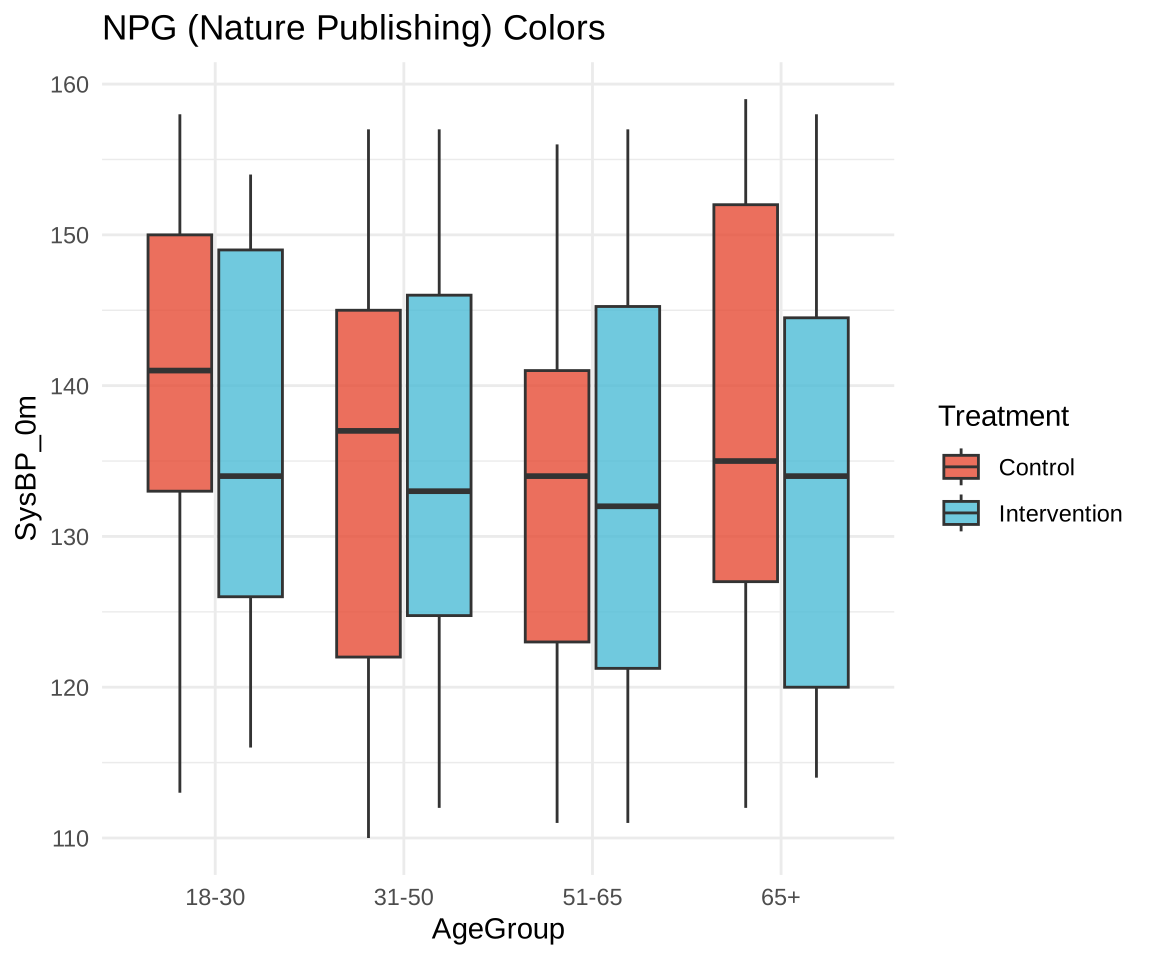 NPG (Nature Publishing) Colors
160
150
140
130
120
110
SysBP_0m
18-30
31-50
51-65
65+
AgeGroup
Treatment
Control
Intervention